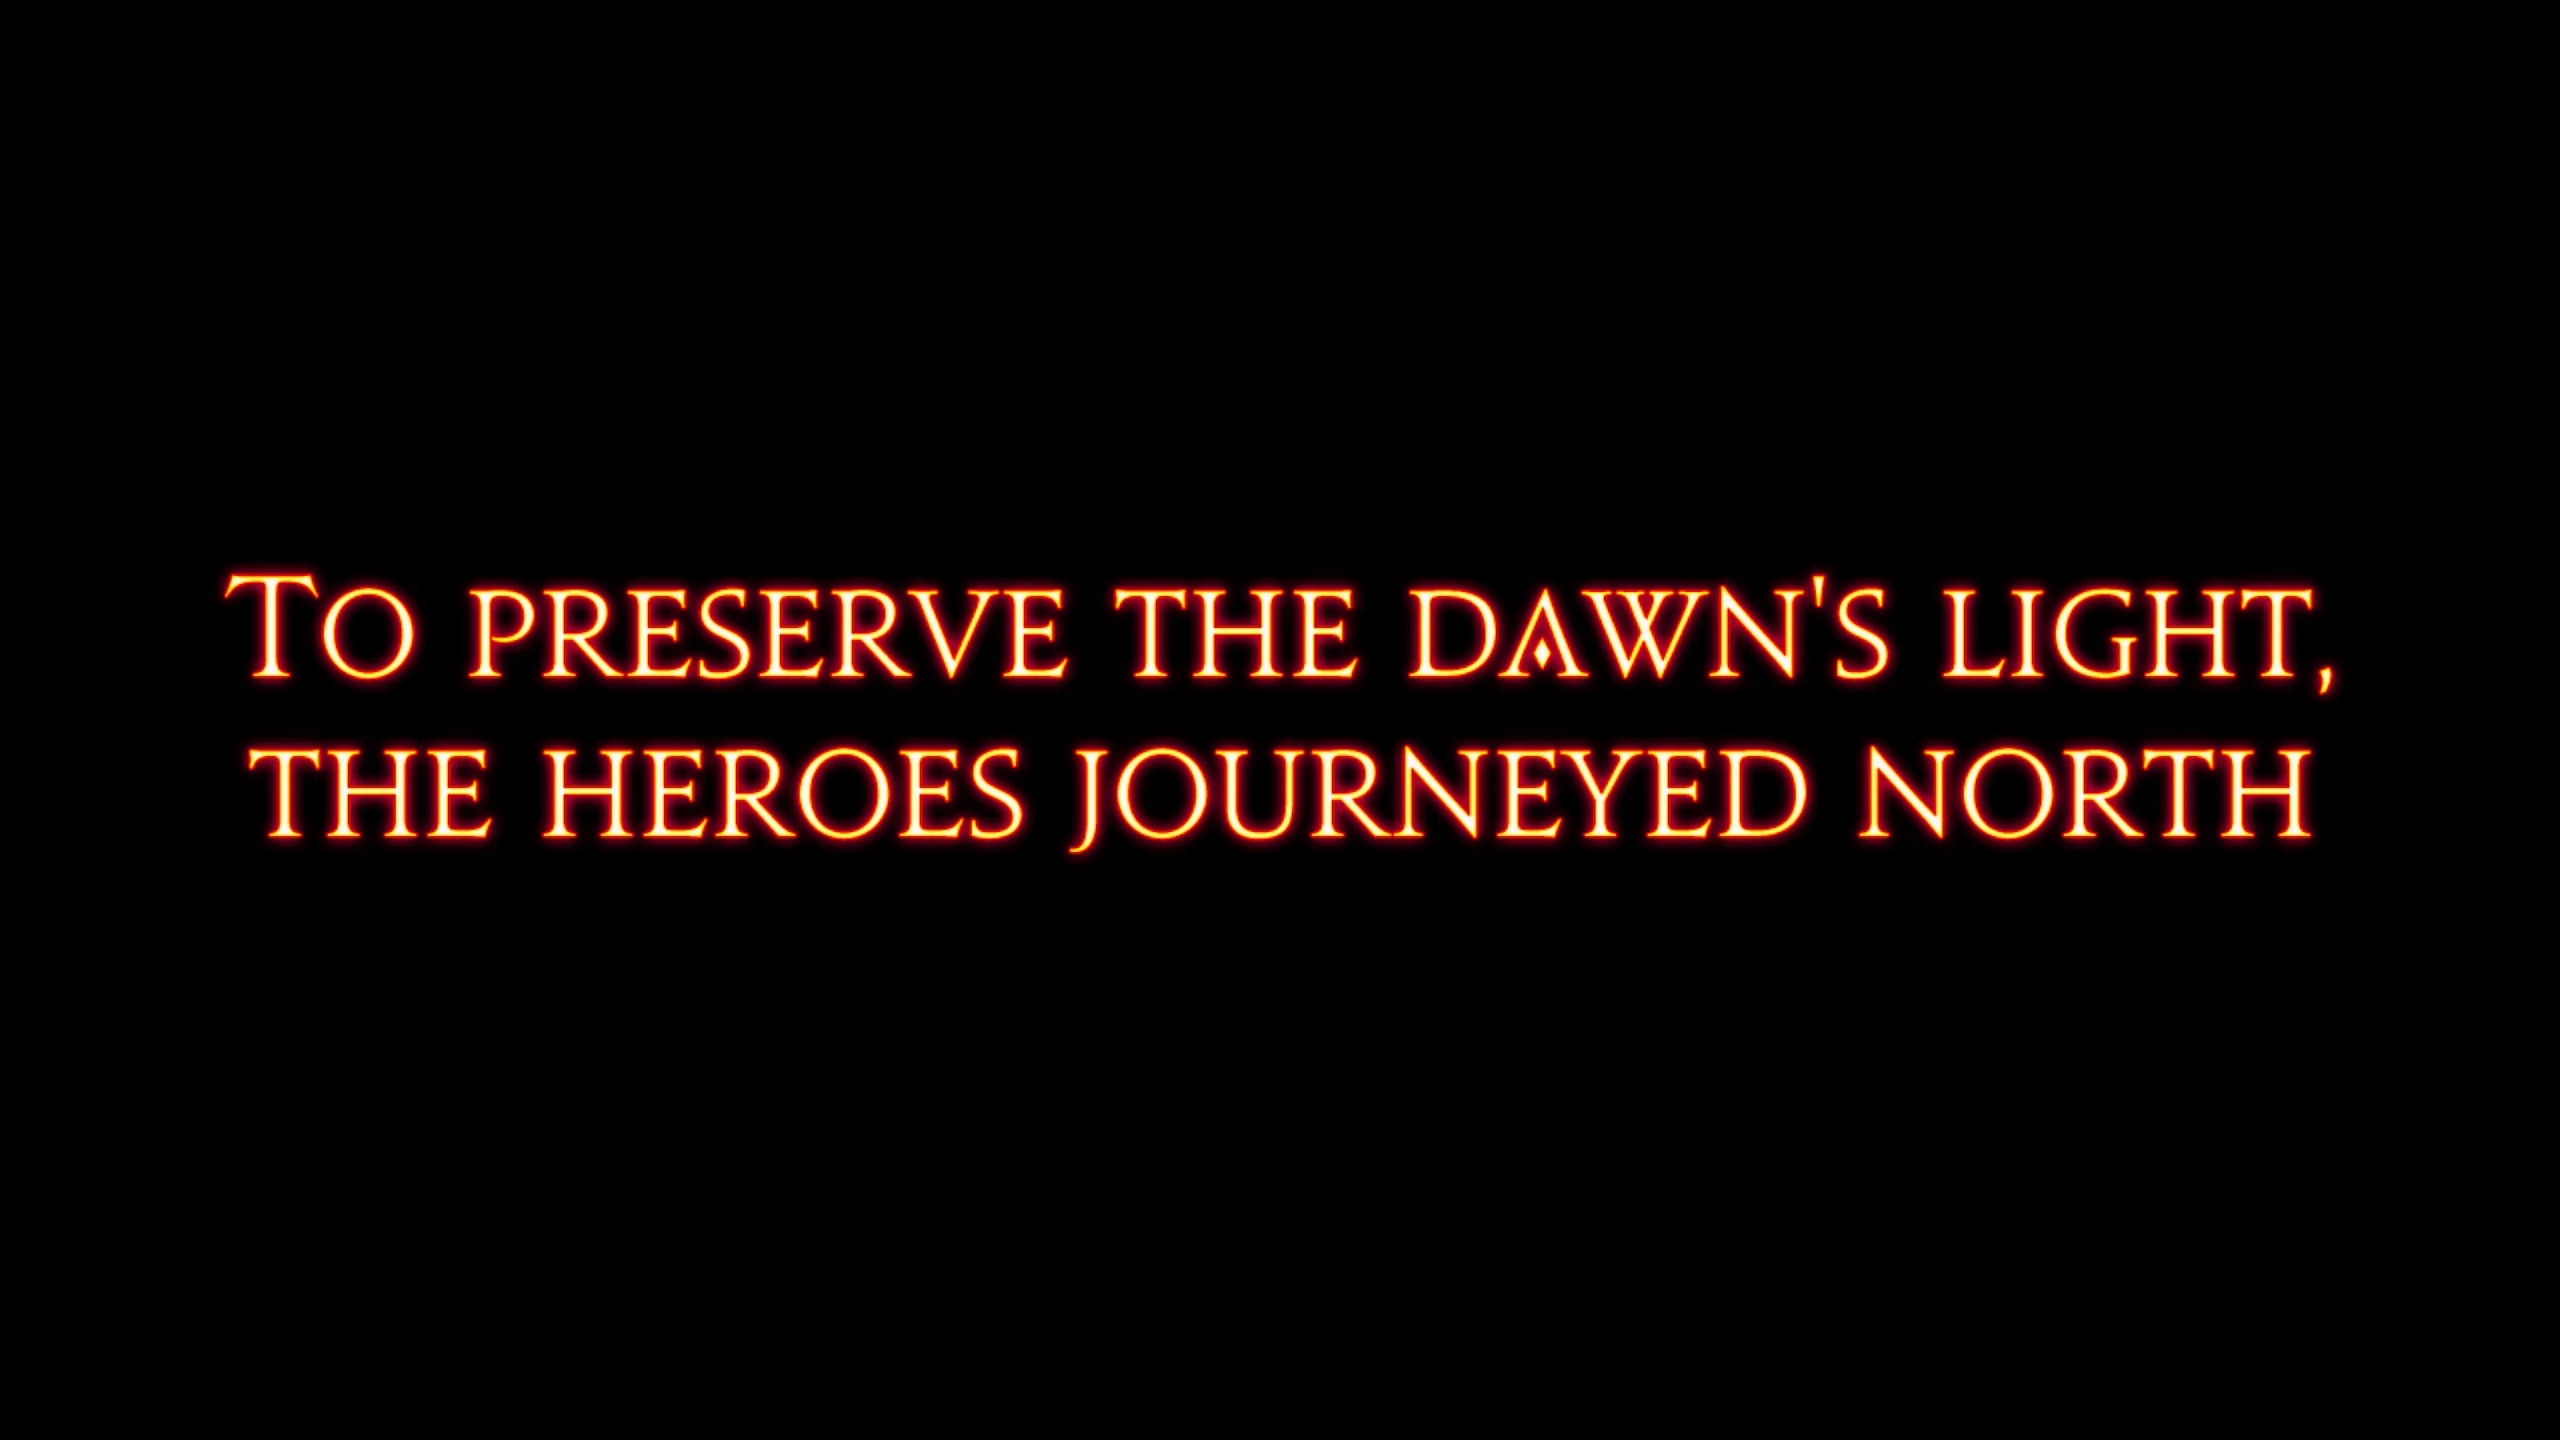 To preserve the dawn's light,
the heroes journeyed north